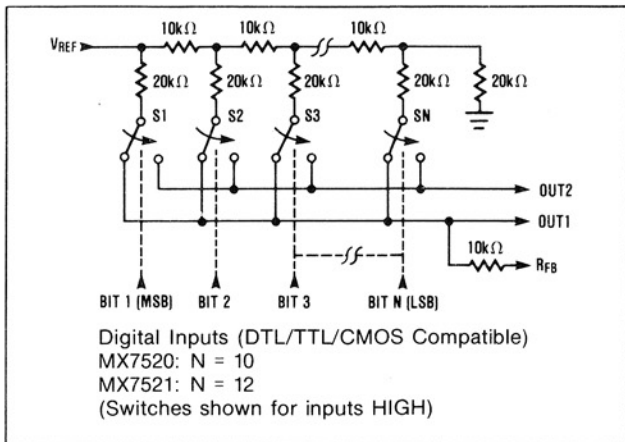 10kΩ 10kΩ 10kΩ
VREF
20kΩ 20kΩ 20kΩ 20kΩ 20kΩ
S1 S2 S3 SN
OUT2
OUT1
10kΩ
RFB
BIT 1 (MSB) BIT 2 BIT 3 BIT N (LSB)
Digital Inputs (DTL/TTL/CMOS Compatible)
MX7520: N = 10
MX7521: N = 12
(Switches shown for inputs HIGH)